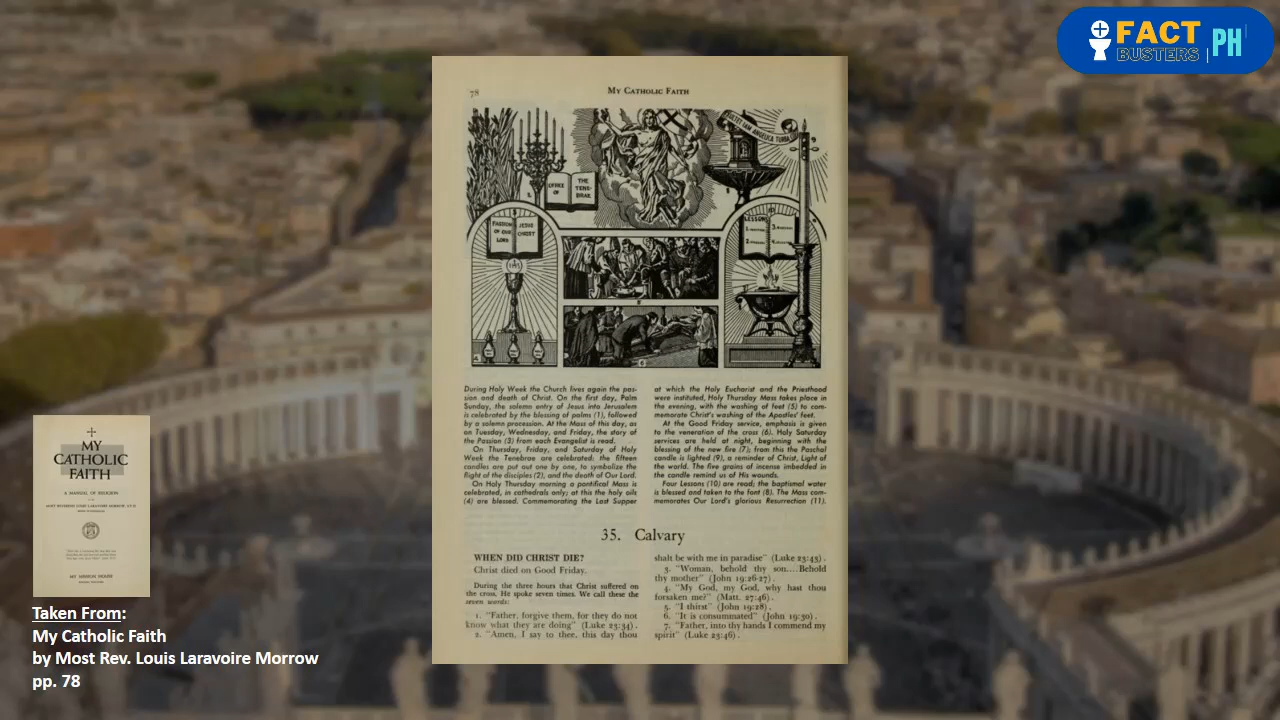 FACT
BUSTERS | PH
78
MY CATHOLIC FAITH
EXULTET IAM ANGELICA TURBA
OFFICE OF
THE TENE-BRAE
PASSION OF OUR LORD
JESUS CHRIST
LESSONS
During Holy Week the Church lives again the pas-
sion and death of Christ. On the first day, Palm
Sunday, the solemn entry of Jesus into Jerusalem
is celebrated by the blessing of palms (1), followed
by a solemn procession. At the Mass of this day, as
on Tuesday, Wednesday, and Friday, the story of
the Passion (3) from each Evangelist is read.
On Thursday, Friday, and Saturday of Holy
Week the Tenebrae are celebrated: the fifteen
candles are put out one by one, to symbolize the
flight of the disciples (2), and the death of Our Lord.
On Holy Thursday morning a pontifical Mass is
celebrated, in cathedrals only; at this the holy oils
(4) are blessed. Commemorating the Last Supper
at which the Holy Eucharist and the Priesthood
were instituted, Holy Thursday Mass takes place in
the evening, with the washing of feet (5) to com-
memorate Christ's washing of the Apostles' feet.
At the Good Friday service, emphasis is given
to the veneration of the cross (6). Holy Saturday
services are held at night, beginning with the
blessing of the new fire (7); from this the Paschal
candle is lighted (9), a reminder of Christ, Light of
the world. The five grains of incense imbedded in
the candle remind us of His wounds.
Four Lessons (10) are read; the baptismal water
is blessed and taken to the font (8). The Mass com-
memorates Our Lord's glorious Resurrection (11).
35. Calvary
WHEN DID CHRIST DIE?
Christ died on Good Friday.
During the three hours that Christ suffered on
the cross, He spoke seven times. We call these the
seven words:
1. "Father, forgive them, for they do not
know what they are doing" (Luke 23:34).
2. "Amen, I say to thee, this day thou
shalt be with me in paradise" (Luke 23:43).
3. "Woman, behold thy son....Behold
thy mother" (John 19:26-27).
4. "My God, my God, why hast thou
forsaken me?" (Matt. 27:46).
5. "I thirst" (John 19:28).
6. "It is consummated" (John 19:30).
7. "Father, into thy hands I commend my
spirit" (Luke 23:46).
MY
CATHOLIC
FAITH
A MANUAL OF RELIGION
MOST REVEREND LOUIS LARAVOIRE MORROW
MY MISSION HOUSE
Taken From:
My Catholic Faith
by Most Rev. Louis Laravoire Morrow
pp. 78